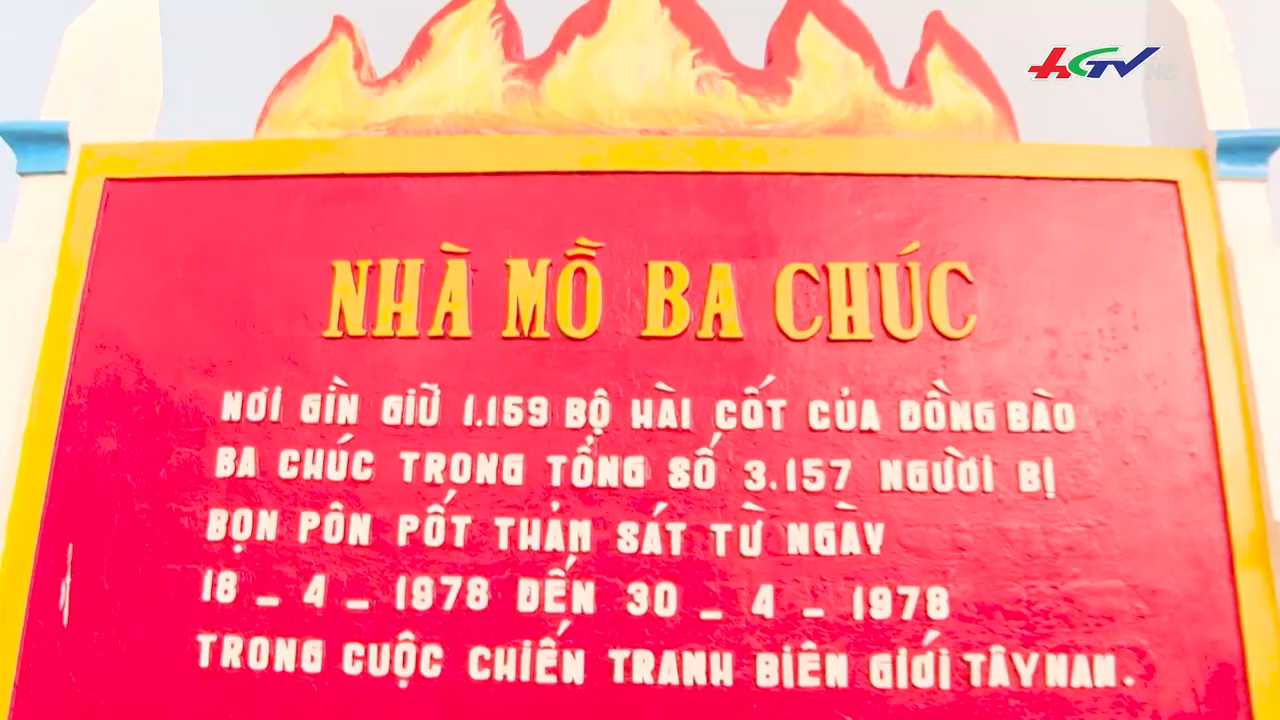 HGTV
NHÀ MỒ BA CHÚC
NƠI GÌN GIỮ 1.159 BỘ HÀI CỐT CỦA ĐỒNG BÀO
BA CHÚC TRONG TỔNG SỐ 3.157 NGƯỜI BỊ
BỌN PÔN PỐT THẢM SÁT TỪ NGÀY
18 _ 4 _ 1978 ĐẾN 30 _ 4 _ 1978
TRONG CUỘC CHIẾN TRANH BIÊN GIỚI TÂY NAM.